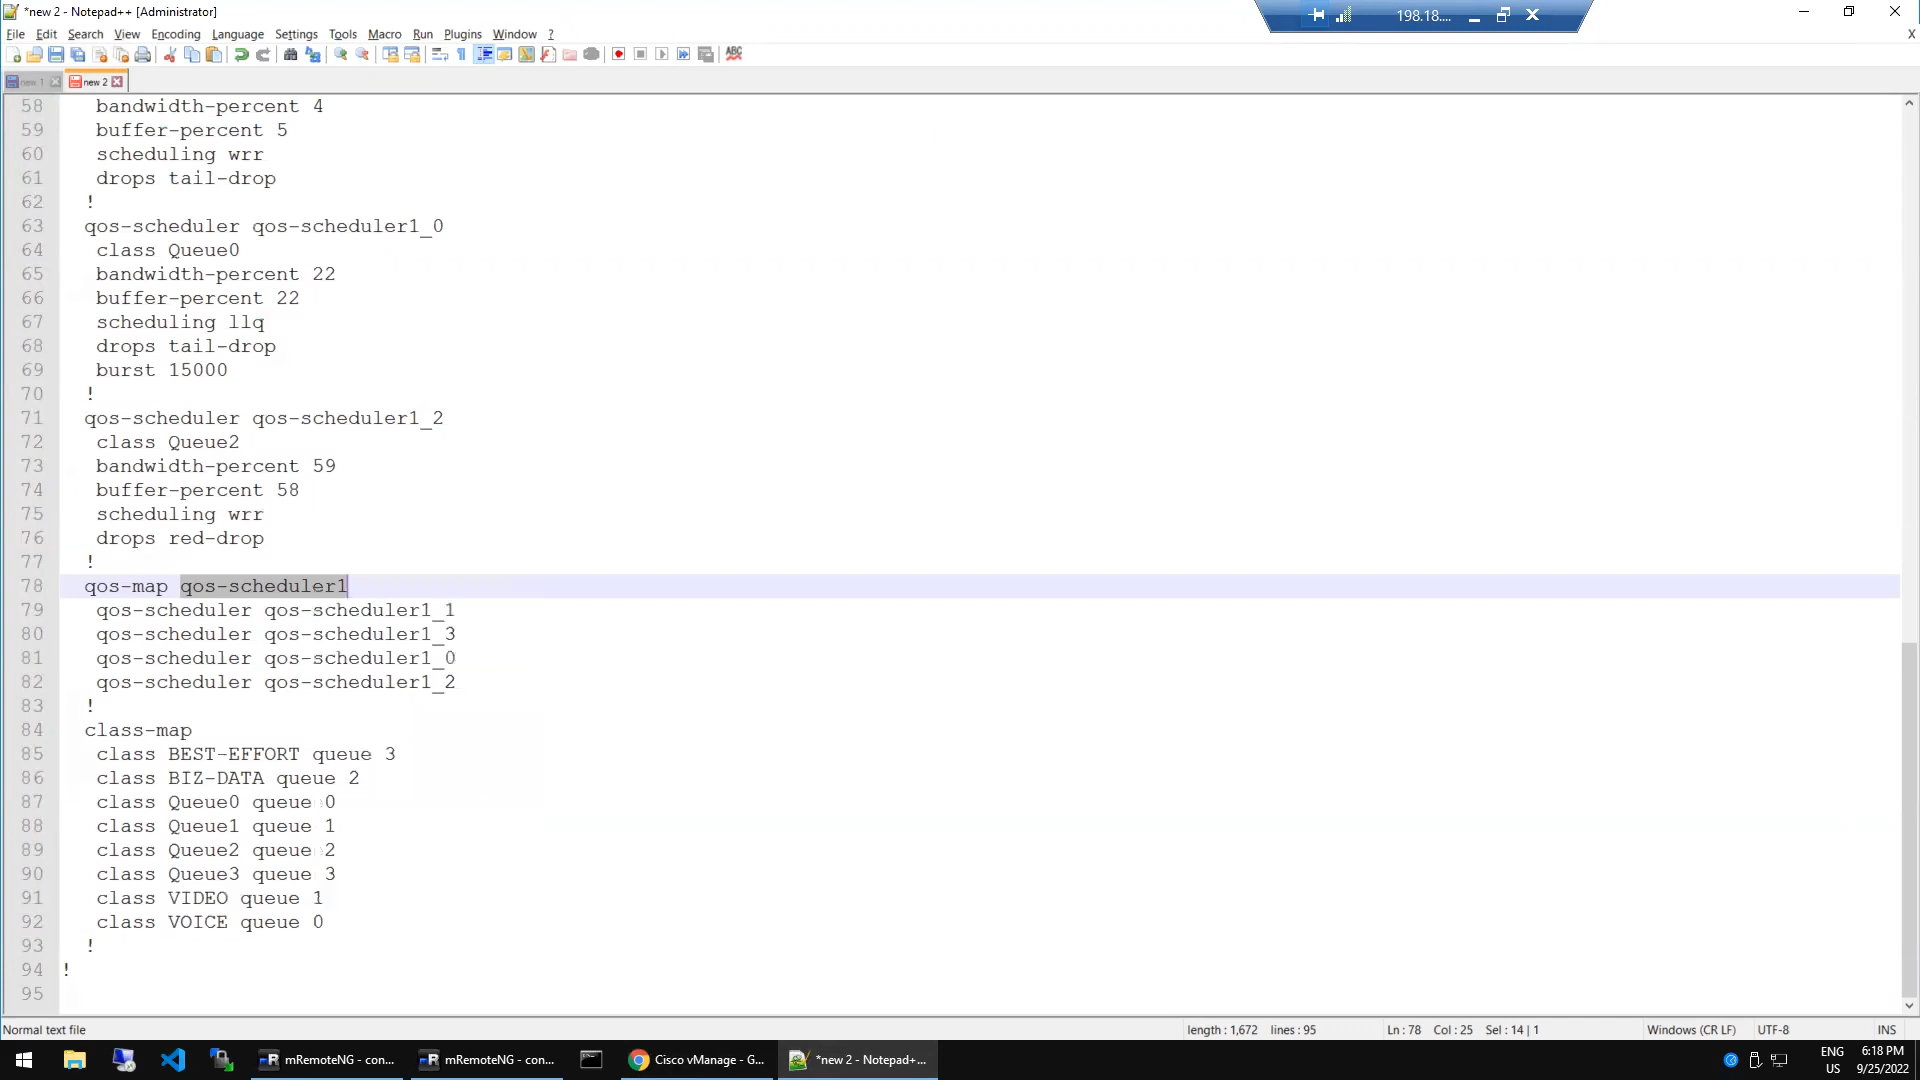 *new 2 - Notepad++ [Administrator]
198.18....
File Edit Search View Encoding Language Settings Tools Macro Run Plugins Window ?
X
new 1 new 2
58 bandwidth-percent 4
59 buffer-percent 5
60 scheduling wrr
61 drops tail-drop
62 !
63 qos-scheduler qos-scheduler1_0
64 class Queue0
65 bandwidth-percent 22
66 buffer-percent 22
67 scheduling llq
68 drops tail-drop
69 burst 15000
70 !
71 qos-scheduler qos-scheduler1_2
72 class Queue2
73 bandwidth-percent 59
74 buffer-percent 58
75 scheduling wrr
76 drops red-drop
77 !
78 qos-map qos-scheduler1
79 qos-scheduler qos-scheduler1_1
80 qos-scheduler qos-scheduler1_3
81 qos-scheduler qos-scheduler1_0
82 qos-scheduler qos-scheduler1_2
83 !
84 class-map
85 class BEST-EFFORT queue 3
86 class BIZ-DATA queue 2
87 class Queue0 queue 0
88 class Queue1 queue 1
89 class Queue2 queue 2
90 class Queue3 queue 3
91 class VIDEO queue 1
92 class VOICE queue 0
93 !
94 !
95
Normal text file length : 1,672 lines : 95 Ln : 78 Col : 25 Sel : 14 | 1 Windows (CR LF) UTF-8 INS
mRemoteNG - con... mRemoteNG - con... Cisco vManage - G... *new 2 - Notepad+... ENG 6:18 PM
US 9/25/2022